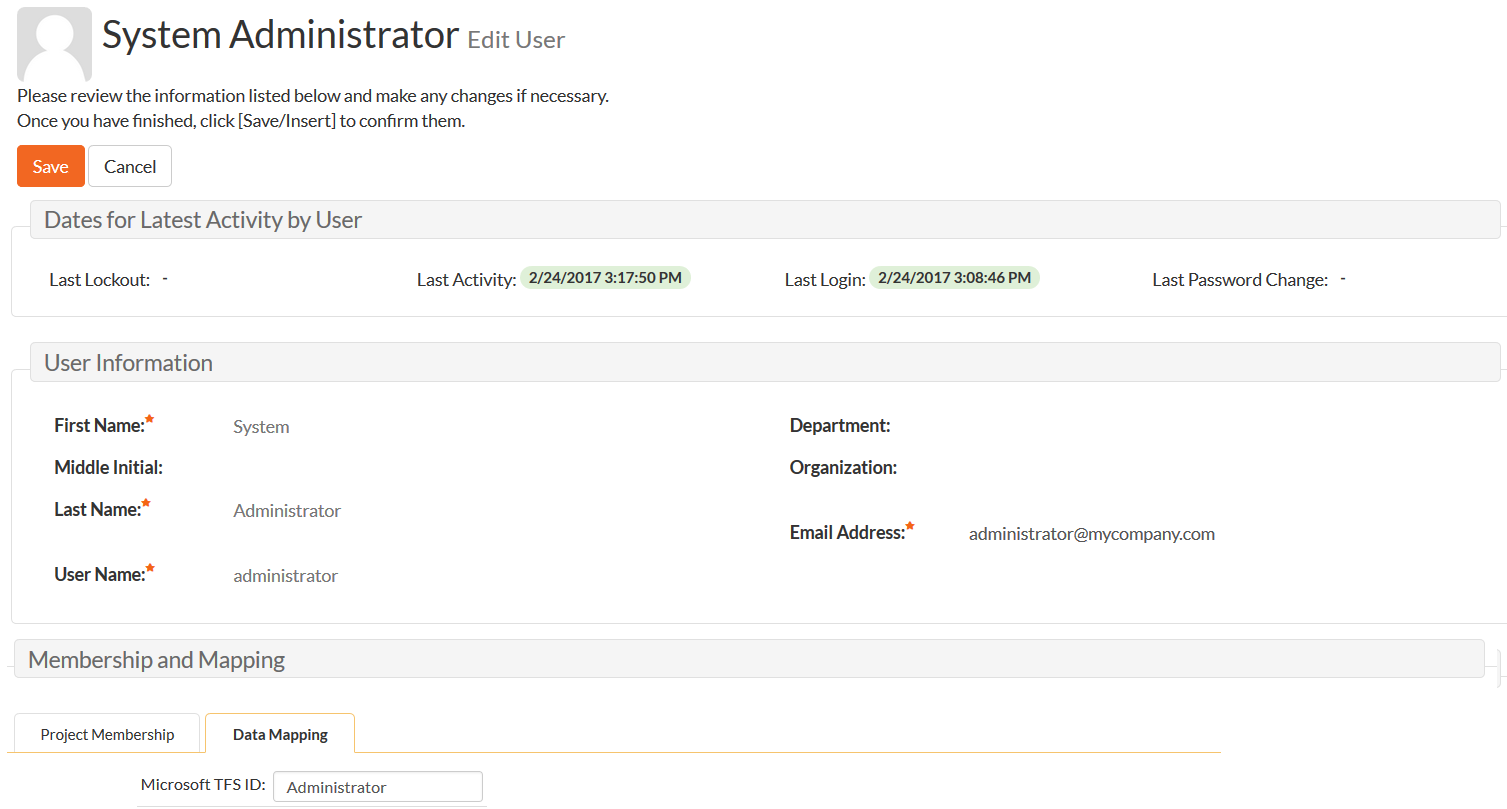 System Administrator Edit User
Please review the information listed below and make any changes if necessary.
Once you have finished, click [Save/Insert] to confirm them.
Save Cancel
Dates for Latest Activity by User
Last Lockout: - Last Activity: 2/24/2017 3:17:50 PM Last Login: 2/24/2017 3:08:46 PM Last Password Change: -
User Information
First Name:* System
Middle Initial:
Last Name:* Administrator
User Name:* administrator
Department:
Organization:
Email Address:* administrator@mycompany.com
Membership and Mapping
Project Membership Data Mapping
Microsoft TFS ID: Administrator